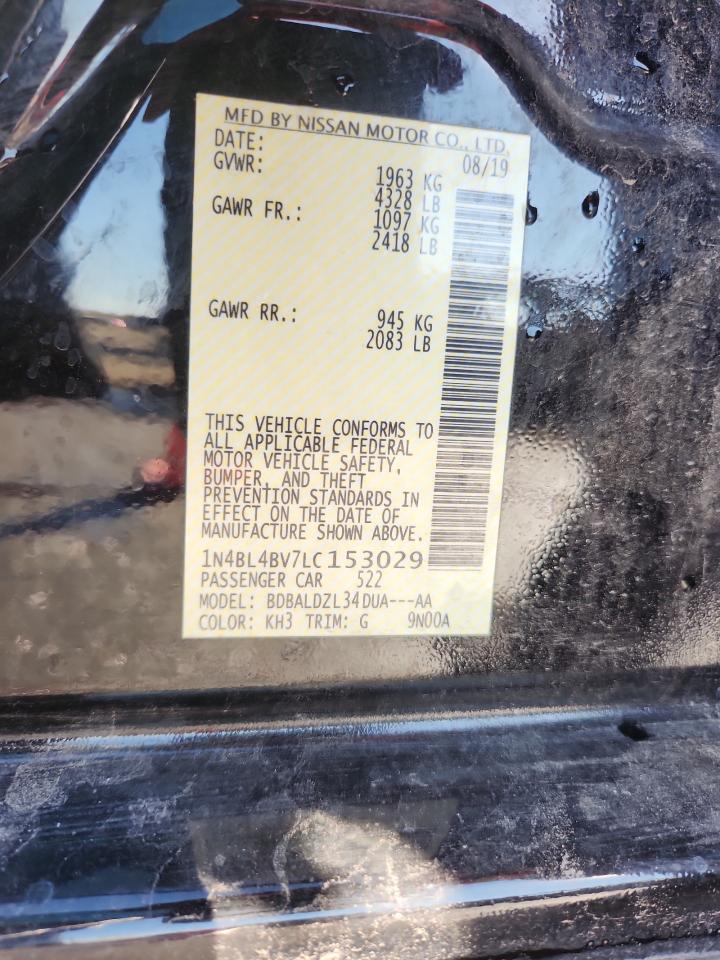 MFD BY NISSAN MOTOR CO., LTD.
DATE: 08/19
GVWR: 1963 KG
4328 LB
GAWR FR.: 1097 KG
2418 LB
GAWR RR.: 945 KG
2083 LB
THIS VEHICLE CONFORMS TO
ALL APPLICABLE FEDERAL
MOTOR VEHICLE SAFETY,
BUMPER, AND THEFT
PREVENTION STANDARDS IN
EFFECT ON THE DATE OF
MANUFACTURE SHOWN ABOVE.
1N4BL4BV7LC153029
PASSENGER CAR 522
MODEL: BDBALDZL34DUA---AA
COLOR: KH3 TRIM: G 9N00A